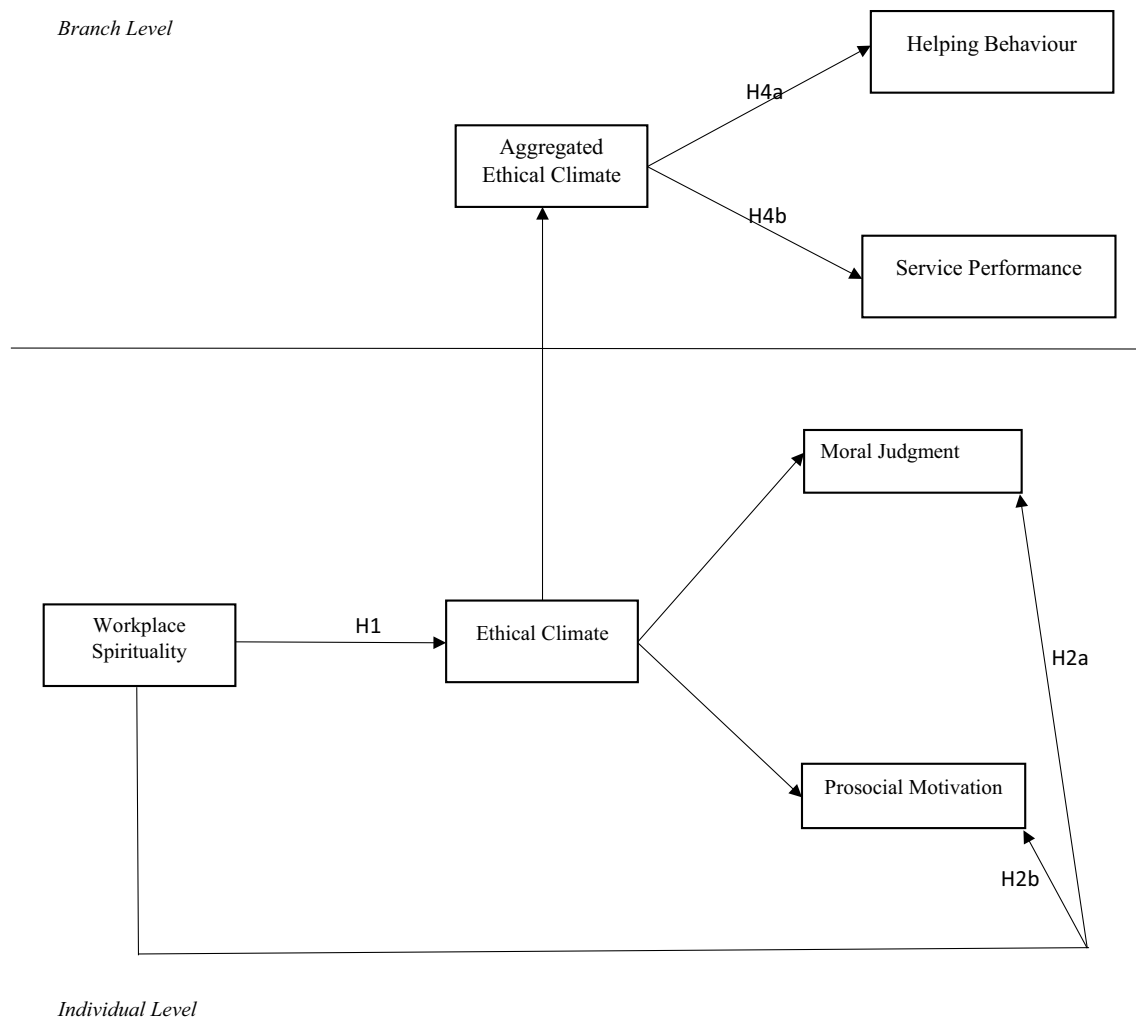 Branch Level
Helping Behaviour
H4a
Aggregated
Ethical Climate
H4b
Service Performance
Moral Judgment
Workplace
Spirituality
H1
Ethical Climate
H2a
Prosocial Motivation
H2b
Individual Level